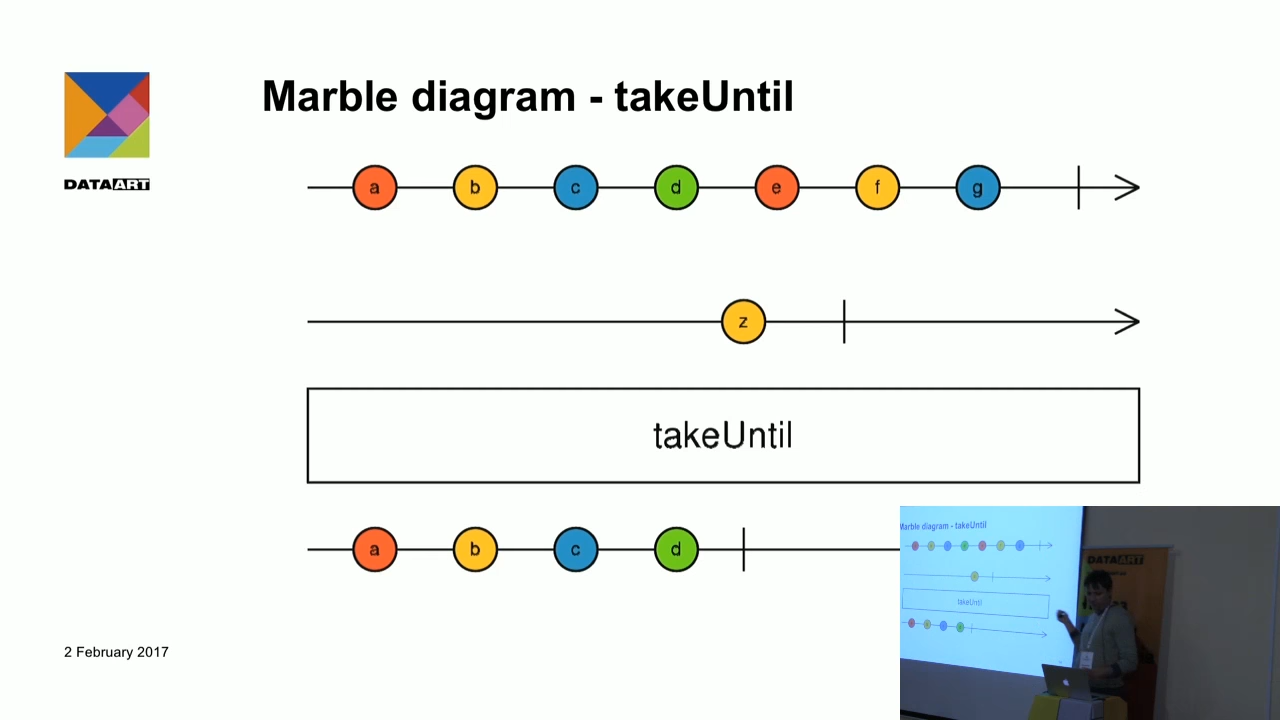 Marble diagram - takeUntil
DATAART
a b c d e f g
z
takeUntil
a b c d
2 February 2017
Marble diagram - takeUntil
takeUntil
DATAART